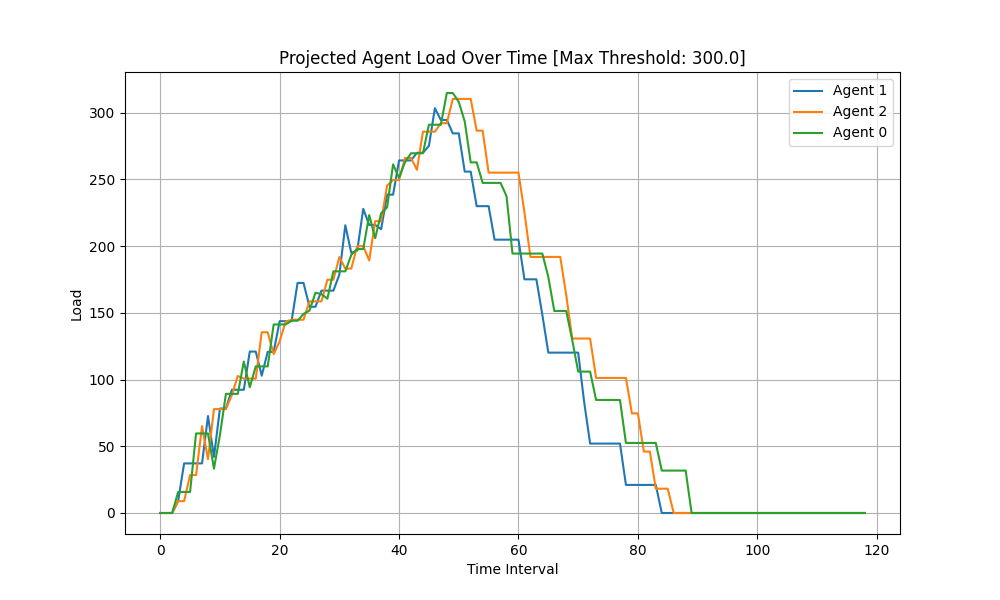 Projected Agent Load Over Time [Max Threshold: 300.0]
Agent 1
Agent 2
Agent 0
300
250
200
150
100
50
0
Load
0 20 40 60 80 100 120
Time Interval